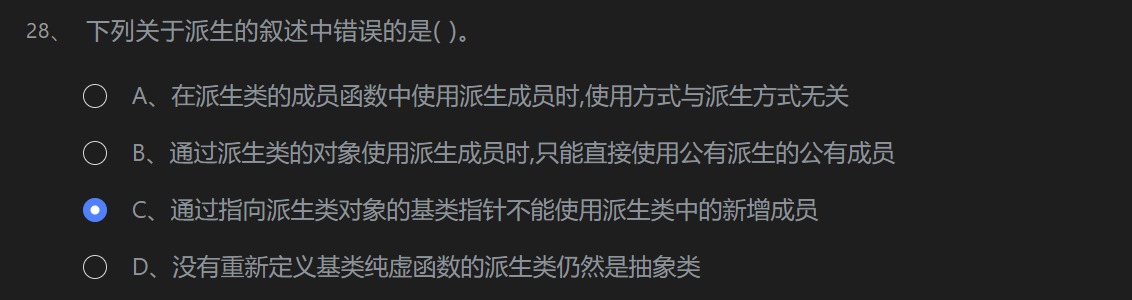 28、 下列关于派生的叙述中错误的是( )。
A、在派生类的成员函数中使用派生成员时,使用方式与派生方式无关
B、通过派生类的对象使用派生成员时,只能直接使用公有派生的公有成员
C、通过指向派生类对象的基类指针不能使用派生类中的新增成员
D、没有重新定义基类纯虚函数的派生类仍然是抽象类